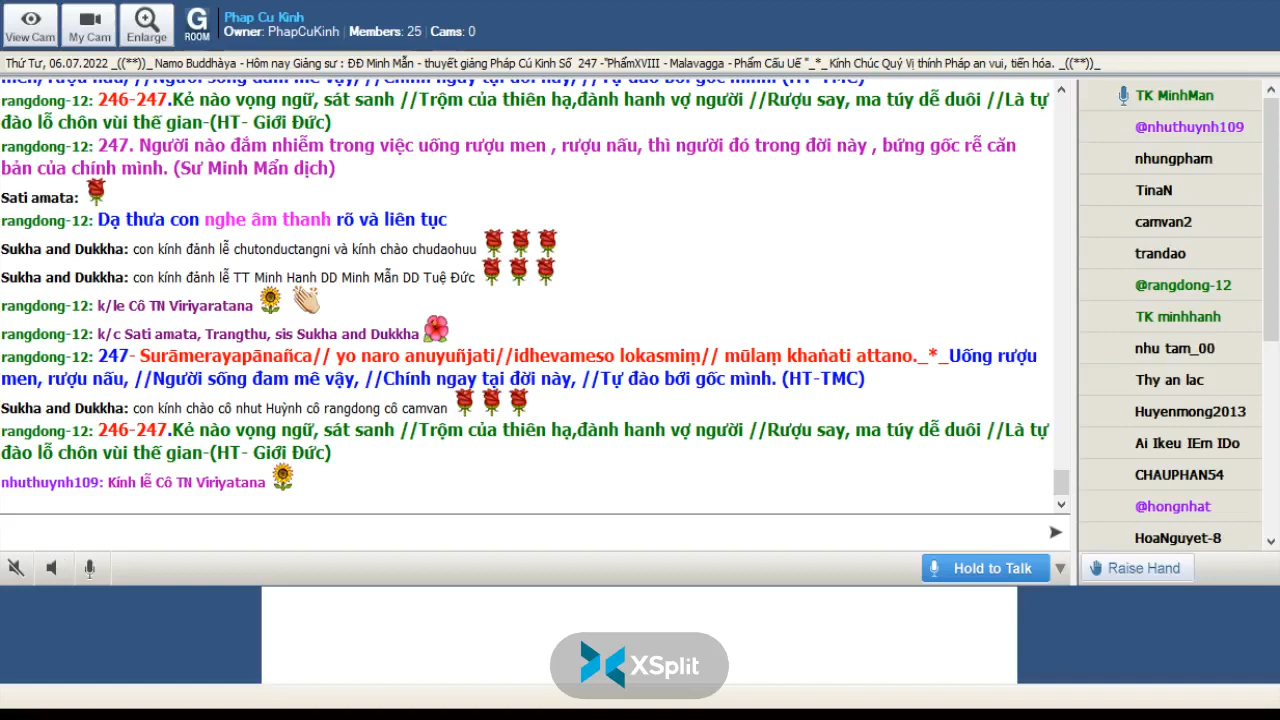 View Cam
My Cam
Enlarge
G ROOM
Phap Cu Kinh
Owner: PhapCuKinh | Members: 25 | Cams: 0
Thứ Tư, 06.07.2022 _((**))_ Namo Buddhàya - Hôm nay Giảng sư : ĐĐ Minh Mẫn - thuyết giảng Pháp Cú Kinh Số 247 -"PhẩmXVIII - Malavagga - Phẩm Cấu Uế "_*_ Kính Chúc Quý Vị thính Pháp an vui, tiến hóa. _((**))_
rangdong-12: 246-247.Kẻ nào vọng ngữ, sát sanh //Trộm của thiên hạ,đành hanh vợ người //Rượu say, ma túy dể duôi //Là tự
đào lỗ chôn vùi thế gian-(HT- Giới Đức)
rangdong-12: 247. Người nào đắm nhiễm trong việc uống rượu men , rượu nấu, thì người đó trong đời này , bứng gốc rễ căn
bản của chính mình. (Sư Minh Mẩn dịch)
Sati amata:
rangdong-12: Dạ thưa con nghe âm thanh rõ và liên tục
Sukha and Dukkha: con kính đảnh lễ chutonductangni và kính chào chudaohuu
Sukha and Dukkha: con kính đảnh lễ TT Minh Hạnh DD Minh Mẫn DD Tuệ Đức
rangdong-12: k/le Cô TN Viriyaratana
rangdong-12: k/c Sati amata, Trangthu, sis Sukha and Dukkha
rangdong-12: 247- Surāmerayapānañca// yo naro anuyuñjati//idhevameso lokasmiṃ// mūlaṃ khaṅati attano._*_Uống rượu
men, rượu nấu, //Người sống đam mê vậy, //Chính ngay tại đời này, //Tự đào bới gốc mình. (HT-TMC)
Sukha and Dukkha: con kính chào cô nhut Huỳnh cô rangdong cô camvan
rangdong-12: 246-247.Kẻ nào vọng ngữ, sát sanh //Trộm của thiên hạ,đành hanh vợ người //Rượu say, ma túy dể duôi //Là tự
đào lỗ chôn vùi thế gian-(HT- Giới Đức)
nhuthuynh109: Kính lễ Cô TN Viriyatana
TK MinhMan
@nhuthuynh109
nhungpham
TinaN
camvan2
trandao
@rangdong-12
TK minhhanh
nhu tam_00
Thy an lac
Huyenmong2013
Ai Ikeu IEm IDo
CHAUPHAN54
@hongnhat
HoaNguyet-8
Hold to Talk
Raise Hand
XSplit